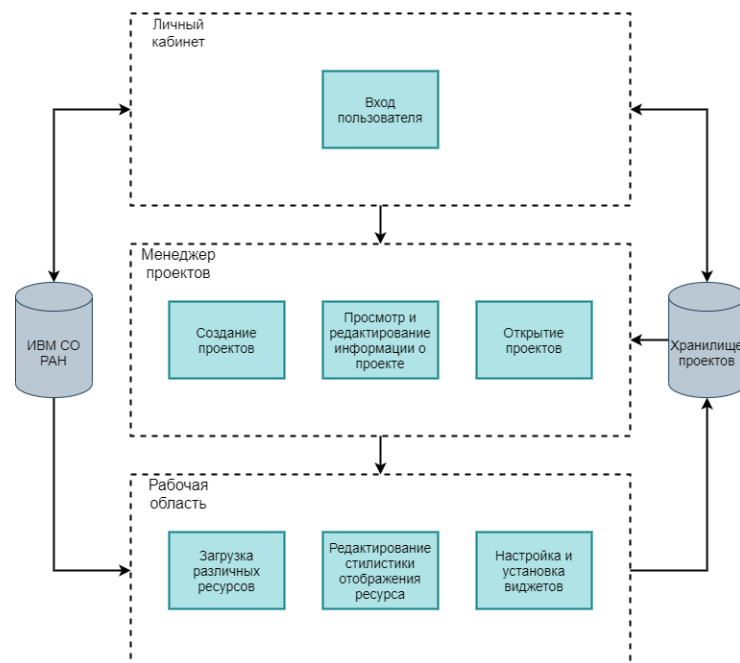 Личный
кабинет
Вход
пользователя
Менеджер
проектов
Создание
проектов
Просмотр и
редактирование
информации о
проекте
Открытие
проектов
ИВМ СО
РАН
Хранилище
проектов
Рабочая
область
Загрузка
различных
ресурсов
Редактирование
стилистики
отображения
ресурса
Настройка и
установка
виджетов